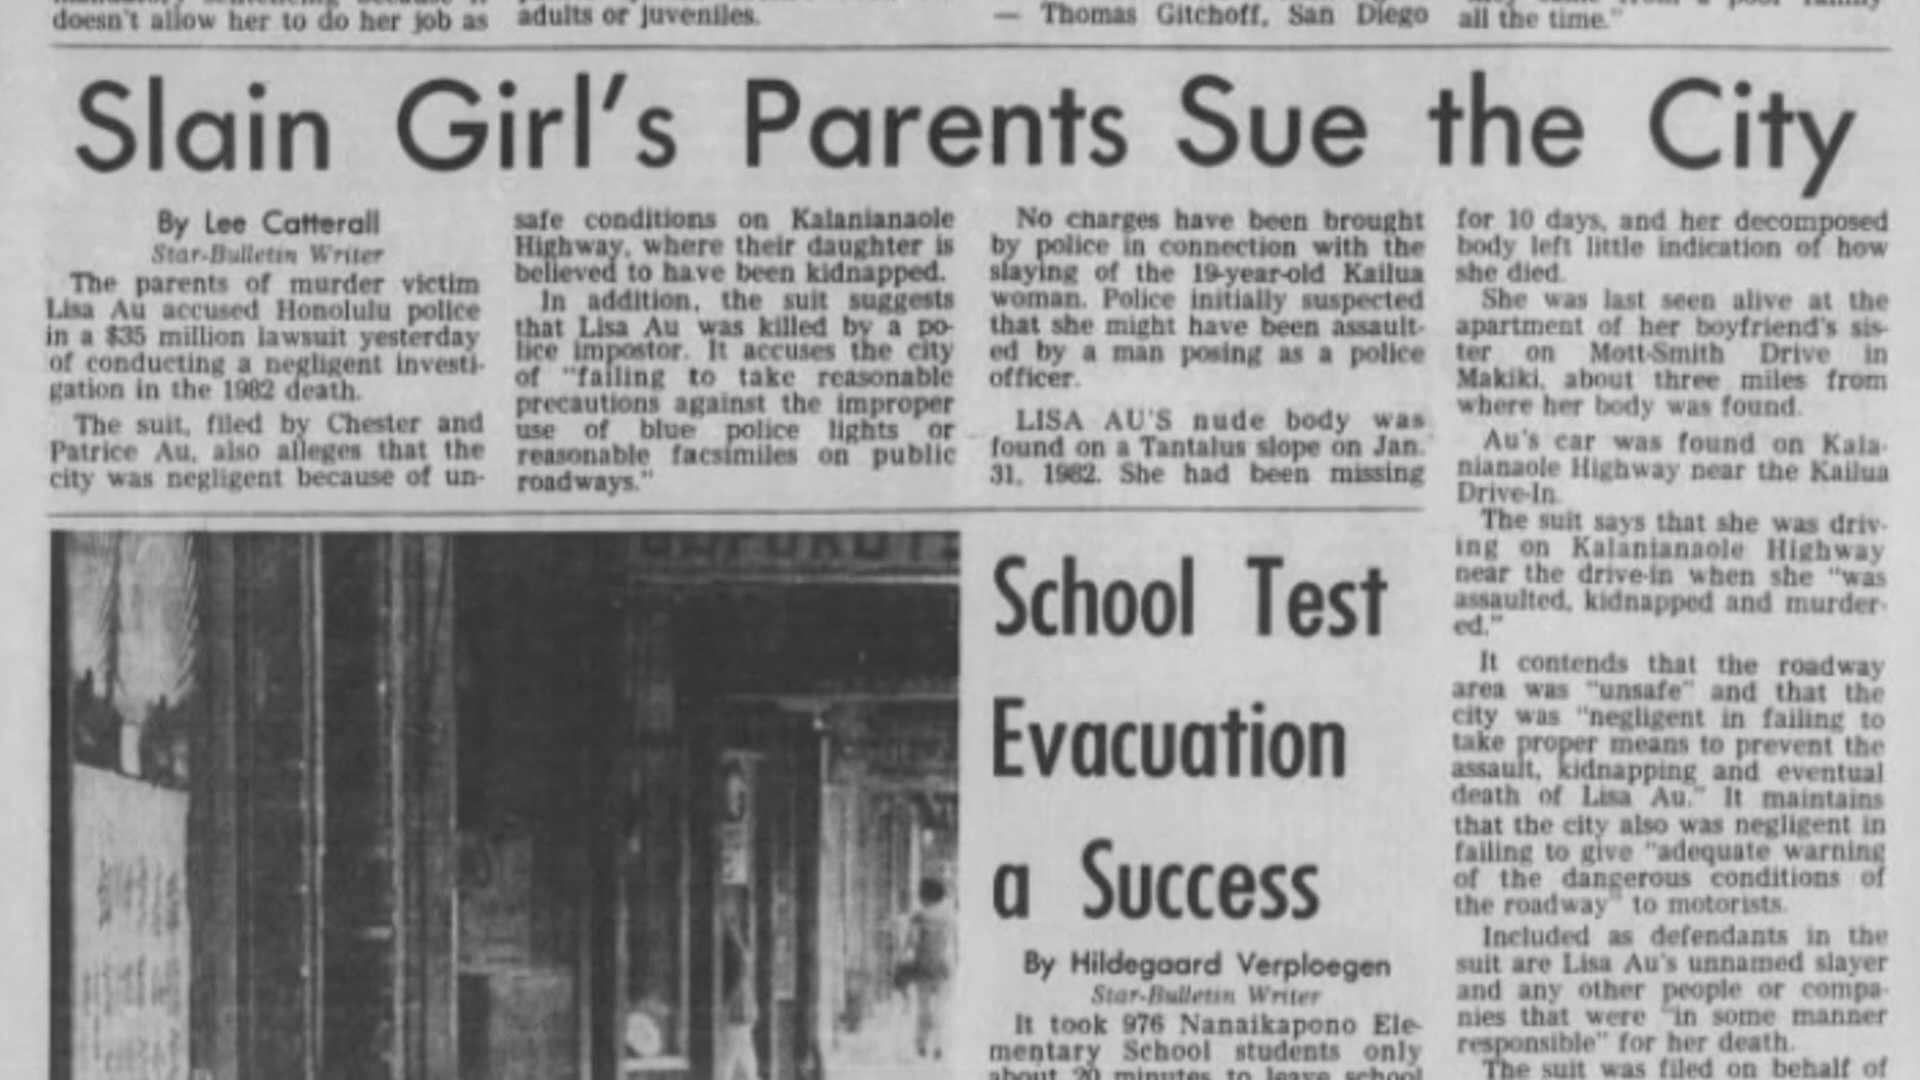 doesn't allow her to do her job as
adults or juveniles.
— Thomas Gitchoff, San Diego
all the time."
Slain Girl's Parents Sue the City
By Lee Catterall
Star-Bulletin Writer
The parents of murder victim
Lisa Au accused Honolulu police
in a $35 million lawsuit yesterday
of conducting a negligent investi-
gation in the 1982 death.
The suit, filed by Chester and
Patrice Au, also alleges that the
city was negligent because of un-
safe conditions on Kalanianaole
Highway, where their daughter is
believed to have been kidnapped.
In addition, the suit suggests
that Lisa Au was killed by a po-
lice impostor. It accuses the city
of "failing to take reasonable
precautions against the improper
use of blue police lights or
reasonable facsimiles on public
roadways."
No charges have been brought
by police in connection with the
slaying of the 19-year-old Kailua
woman. Police initially suspected
that she might have been assault-
ed by a man posing as a police
officer.
LISA AU'S nude body was
found on a Tantalus slope on Jan.
31, 1982. She had been missing
for 10 days, and her decomposed
body left little indication of how
she died.
She was last seen alive at the
apartment of her boyfriend's sis-
ter on Mott-Smith Drive in
Makiki, about three miles from
where her body was found.
Au's car was found on Kala-
nianaole Highway near the Kailua
Drive-In.
The suit says that she was driv-
ing on Kalanianaole Highway
near the drive-in when she "was
assaulted, kidnapped and murder-
ed."
It contends that the roadway
area was "unsafe" and that the
city was "negligent in failing to
take proper means to prevent the
assault, kidnapping and eventual
death of Lisa Au." It maintains
that the city also was negligent in
failing to give "adequate warning
of the dangerous conditions of
the roadway" to motorists.
Included as defendants in the
suit are Lisa Au's unnamed slayer
and any other people or compa-
nies that were "in some manner
responsible" for her death.
The suit was filed on behalf of
School Test
Evacuation
a Success
By Hildegaard Verploegen
Star-Bulletin Writer
It took 976 Nanaikapono Ele-
mentary School students only
about 20 minutes to leave school